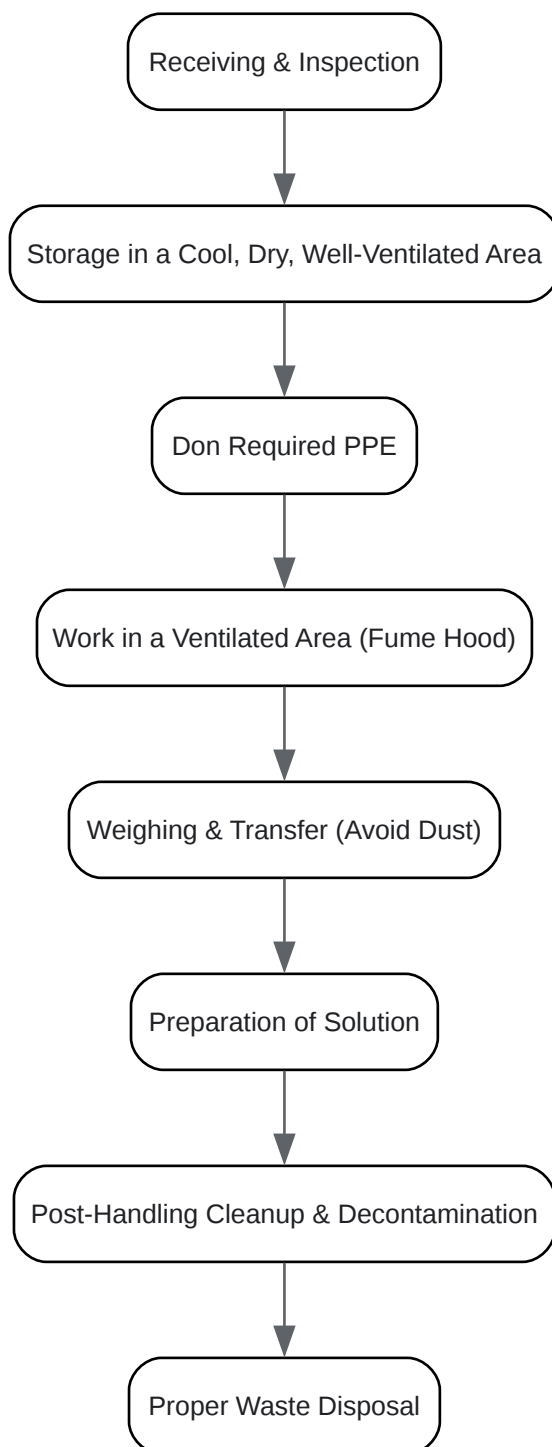 Receiving & Inspection
Storage in a Cool, Dry, Well-Ventilated Area
Don Required PPE
Work in a Ventilated Area (Fume Hood)
Weighing & Transfer (Avoid Dust)
Preparation of Solution
Post-Handling Cleanup & Decontamination
Proper Waste Disposal